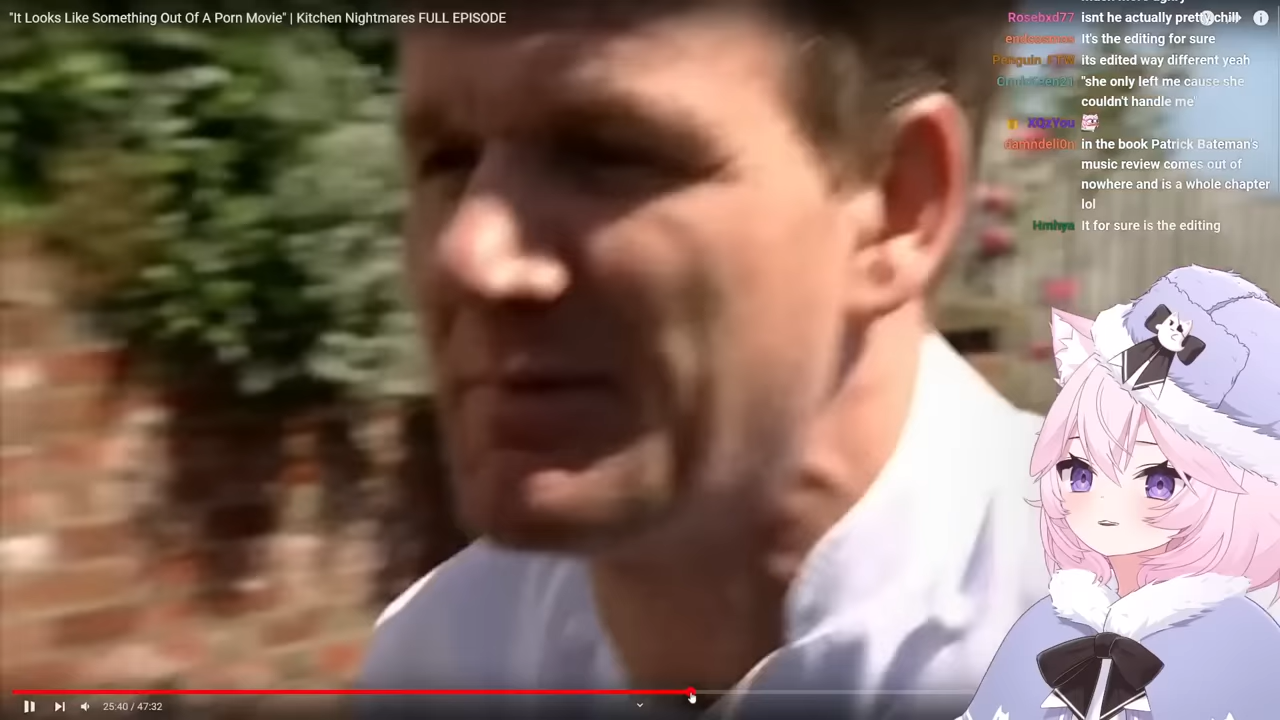 "It Looks Like Something Out Of A Porn Movie" | Kitchen Nightmares FULL EPISODE
Rosebxd77 isnt he actually pretty chill
It's the editing for sure
its edited way different yeah
"she only left me cause she
couldn't handle me'
XQzYou
damndeli0n in the book Patrick Bateman's
music review comes out of
nowhere and is a whole chapter
lol
Hmhya It for sure is the editing
25:40 / 47:32